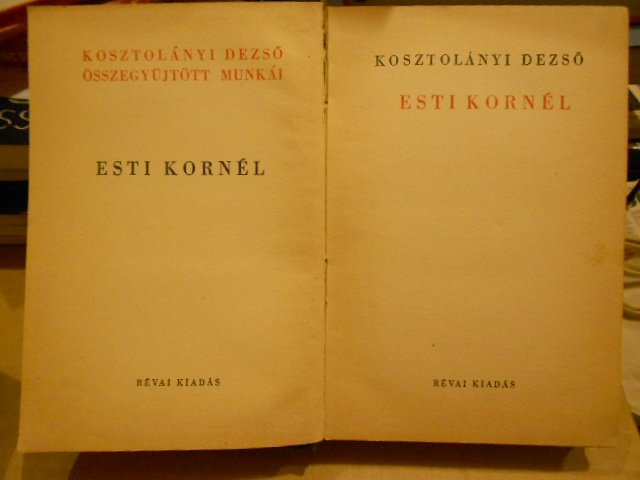 KOSZTOLÁNYI DEZSŐ
ÖSSZEGYŰJTÖTT MUNKÁI
ESTI KORNÉL
RÉVAI KIADÁS
KOSZTOLÁNYI DEZSŐ
ESTI KORNÉL
RÉVAI KIADÁS